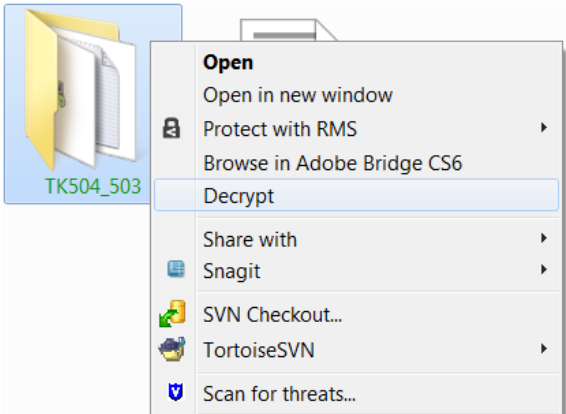 TK504_503
Open
Open in new window
Protect with RMS
Browse in Adobe Bridge CS6
Decrypt
Share with
Snagit
SVN Checkout...
TortoiseSVN
Scan for threats...